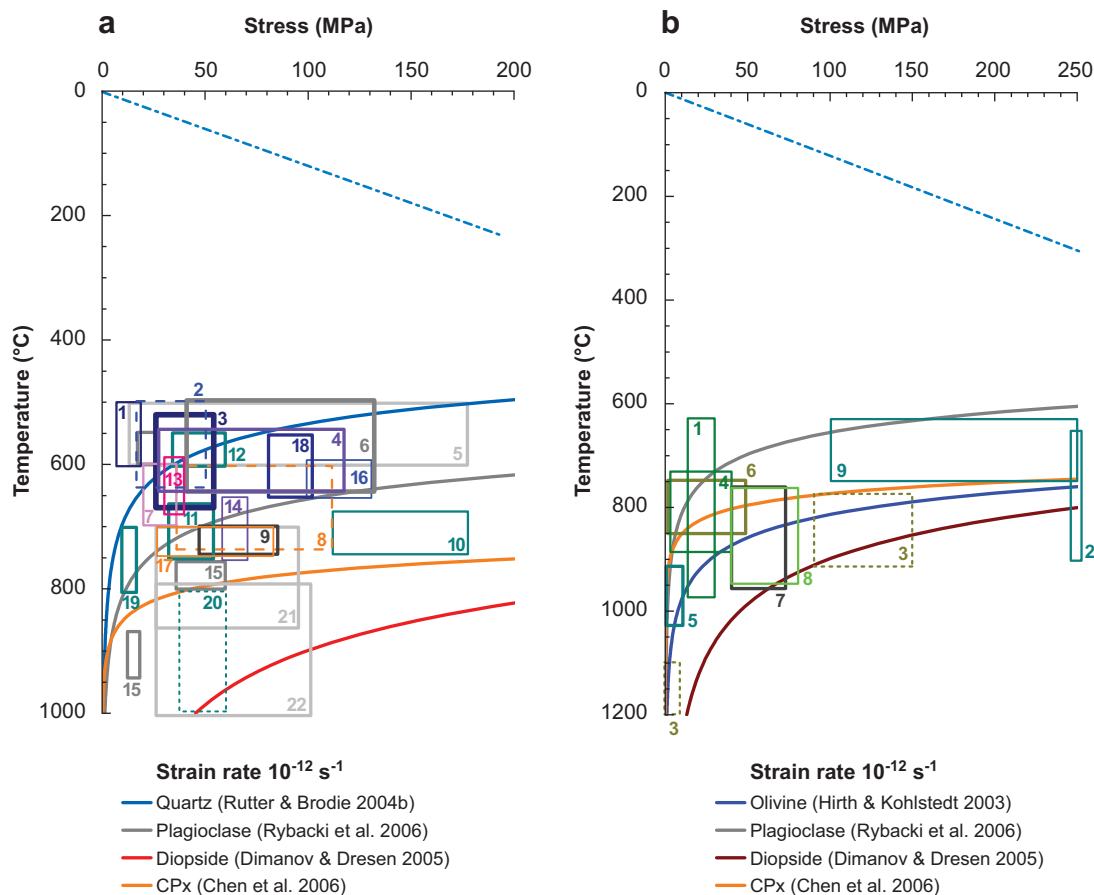 a
Stress (MPa)
0 50 100 150 200
0
200
400
600
800
1000
Temperature (°C)
1
2
3
4
5
6
7
8
9
10
11
12
13
14
15
15
16
17
18
19
20
21
22
Strain rate 10⁻¹² s⁻¹
Quartz (Rutter & Brodie 2004b)
Plagioclase (Rybacki et al. 2006)
Diopside (Dimanov & Dresen 2005)
CPx (Chen et al. 2006)
b
Stress (MPa)
0 50 100 150 200 250
0
200
400
600
800
1000
1200
Temperature (°C)
1
2
3
3
4
5
6
7
8
9
Strain rate 10⁻¹² s⁻¹
Olivine (Hirth & Kohlstedt 2003)
Plagioclase (Rybacki et al. 2006)
Diopside (Dimanov & Dresen 2005)
CPx (Chen et al. 2006)